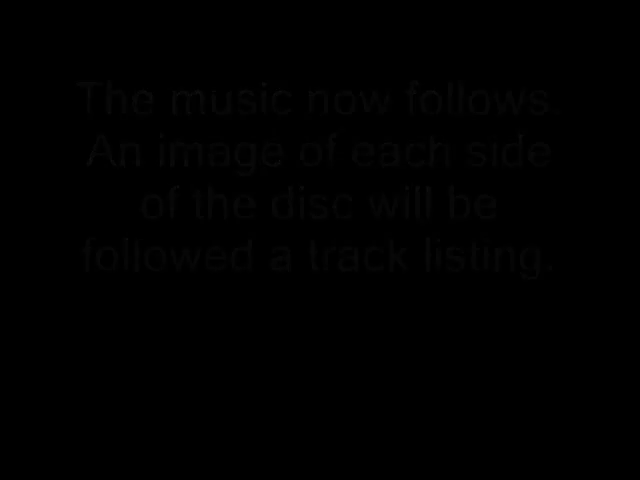 The music now follows.
An image of each side
of the disc will be
followed a track listing.